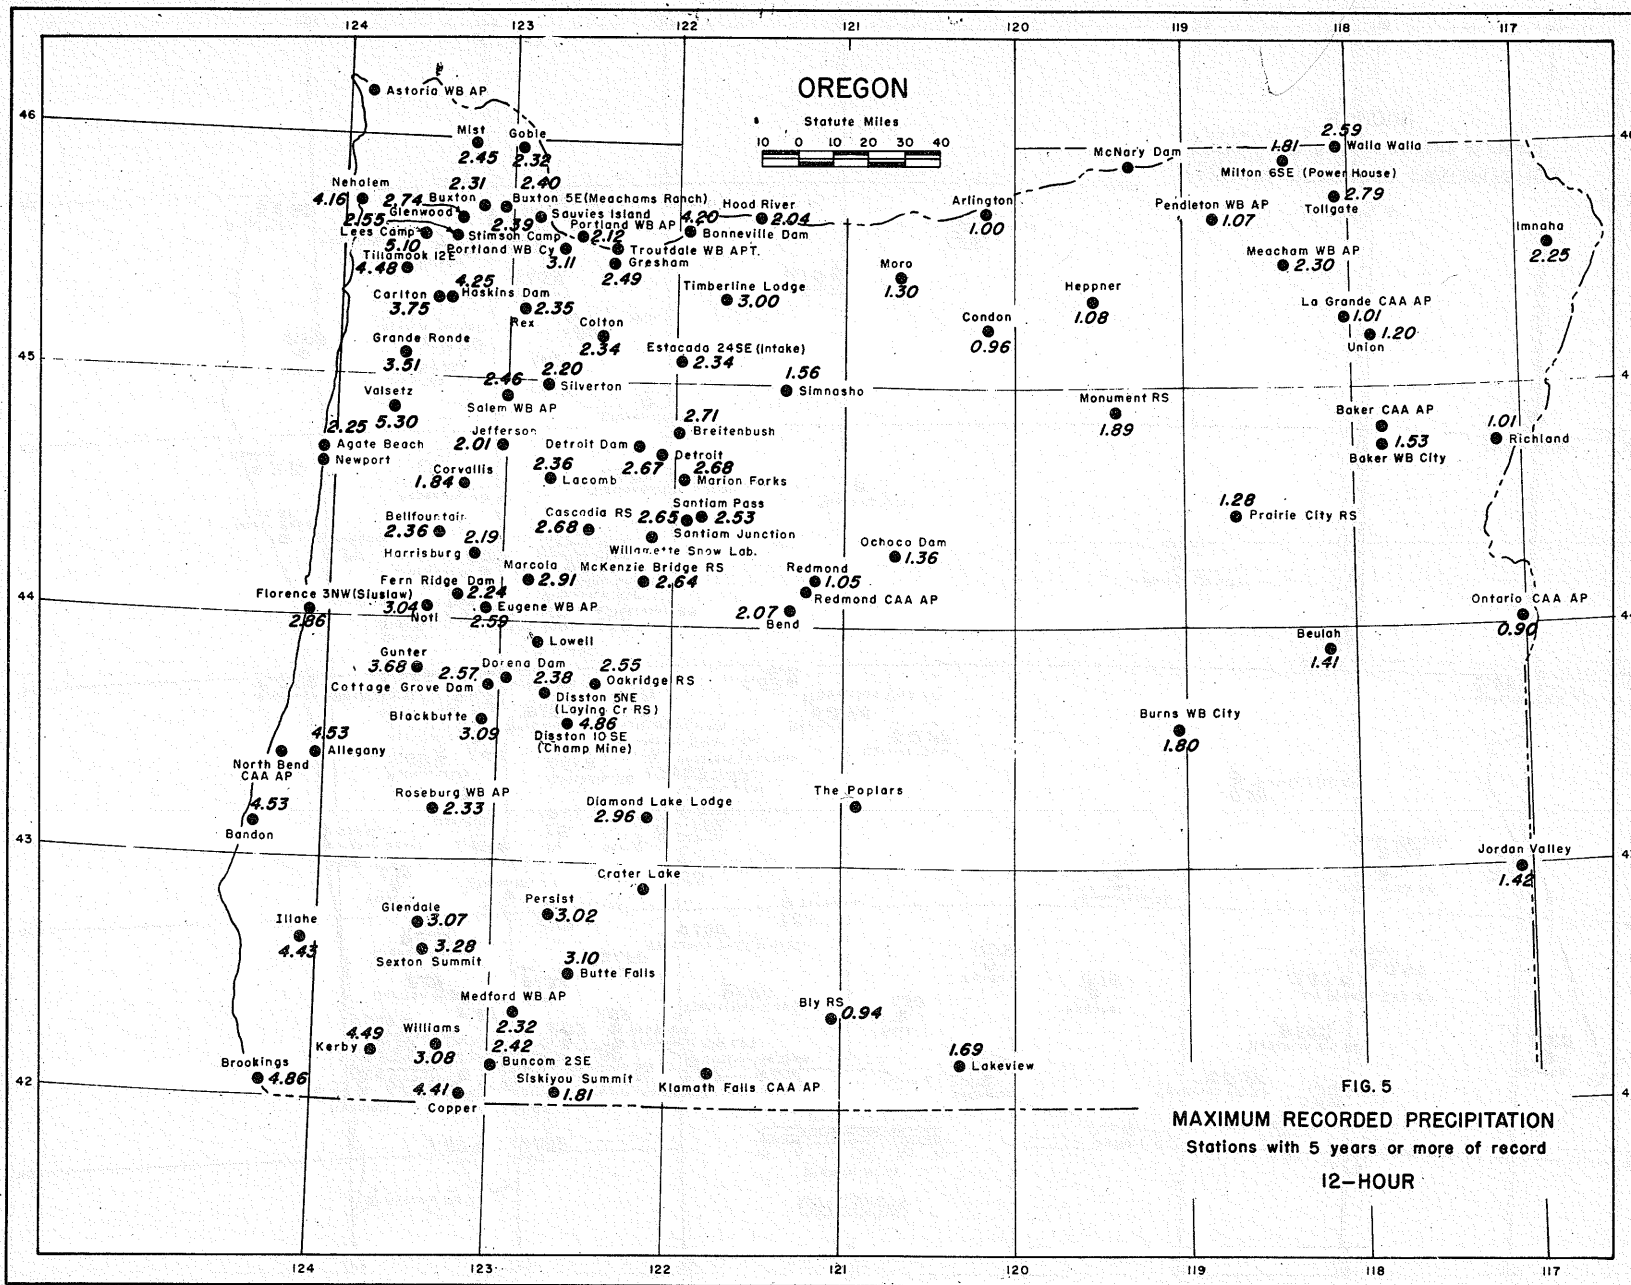 124 123 122 121 120 119 118 117
OREGON
Statute Miles
10 0 10 20 30 40
46
Astoria WB AP
Mist
2.45
Goble
2.32
2.59
Walla Walla
1.81
Milton 6SE (Power House)
McNary Dam
2.79
Tollgate
Nehalem
4.16
2.31
Buxton
2.40
Buxton 5E (Meachams Ranch)
2.74
Glenwood
2.39
Sauvies Island
2.55
Lees Camp
5.10
Stimson Camp
Portland WB AP
2.12
Portland WB Cy
3.11
Troutdale WB APT.
4.20
Bonneville Dam
Hood River
2.04
Arlington
1.00
Pendleton WB AP
1.07
Imnaha
2.25
Tillamook 12E
4.48
Gresham
2.49
Meacham WB AP
2.30
Moro
1.30
4.25
Haskins Dam
Carlton
3.75
2.35
Rex
Timberline Lodge
3.00
Heppner
1.08
La Grande CAA AP
1.01
1.20
Union
Condon
0.96
Colton
2.34
Grande Ronde
3.51
Estacada 24SE (Intake)
2.34
45
2.20
Silverton
2.46
Salem WB AP
1.56
Simnasho
Valsetz
5.30
Monument RS
1.89
Baker CAA AP
1.53
Baker WB City
1.01
Richland
2.25
Agate Beach
Newport
Jefferson
2.01
Detroit Dam
2.67
Detroit
2.71
Breitenbush
2.68
Marion Forks
Corvallis
1.84
2.36
Lacomb
Bellfountain
2.36
Cascadia RS
2.68
Santiam Pass
2.65
2.53
Santiam Junction
Willamette Snow Lab.
1.28
Prairie City RS
2.19
Harrisburg
Ochoco Dam
1.36
Marcola
2.91
McKenzie Bridge RS
2.64
Redmond
1.05
Redmond CAA AP
2.07
Bend
44
Fern Ridge Dam
2.24
Florence 3NW (Siuslaw)
2.86
3.04
Noti
Eugene WB AP
2.59
Ontario CAA AP
0.90
44
Lowell
Beulah
1.41
Gunter
3.68
2.57
Cottage Grove Dam
Dorena Dam
2.38
Disston 5NE
(Laying Cr RS)
2.55
Oakridge RS
4.86
Disston 10SE
(Champ Mine)
Blackbutte
3.09
Burns WB City
1.80
4.53
Allegany
North Bend
CAA AP
4.53
Bandon
Roseburg WB AP
2.33
Diamond Lake Lodge
2.96
The Poplars
43
Jordan Valley
1.42
Crater Lake
Illahe
4.43
Glendale
3.07
Persist
3.02
3.28
Sexton Summit
3.10
Butte Falls
Medford WB AP
2.32
Bly RS
0.94
4.49
Kerby
Williams
3.08
2.42
Buncom 2SE
1.69
Lakeview
Brookings
4.86
42
4.41
Copper
Siskiyou Summit
1.81
Klamath Falls CAA AP
FIG. 5
MAXIMUM RECORDED PRECIPITATION
Stations with 5 years or more of record
12-HOUR
124 123 122 121 120 119 118 117